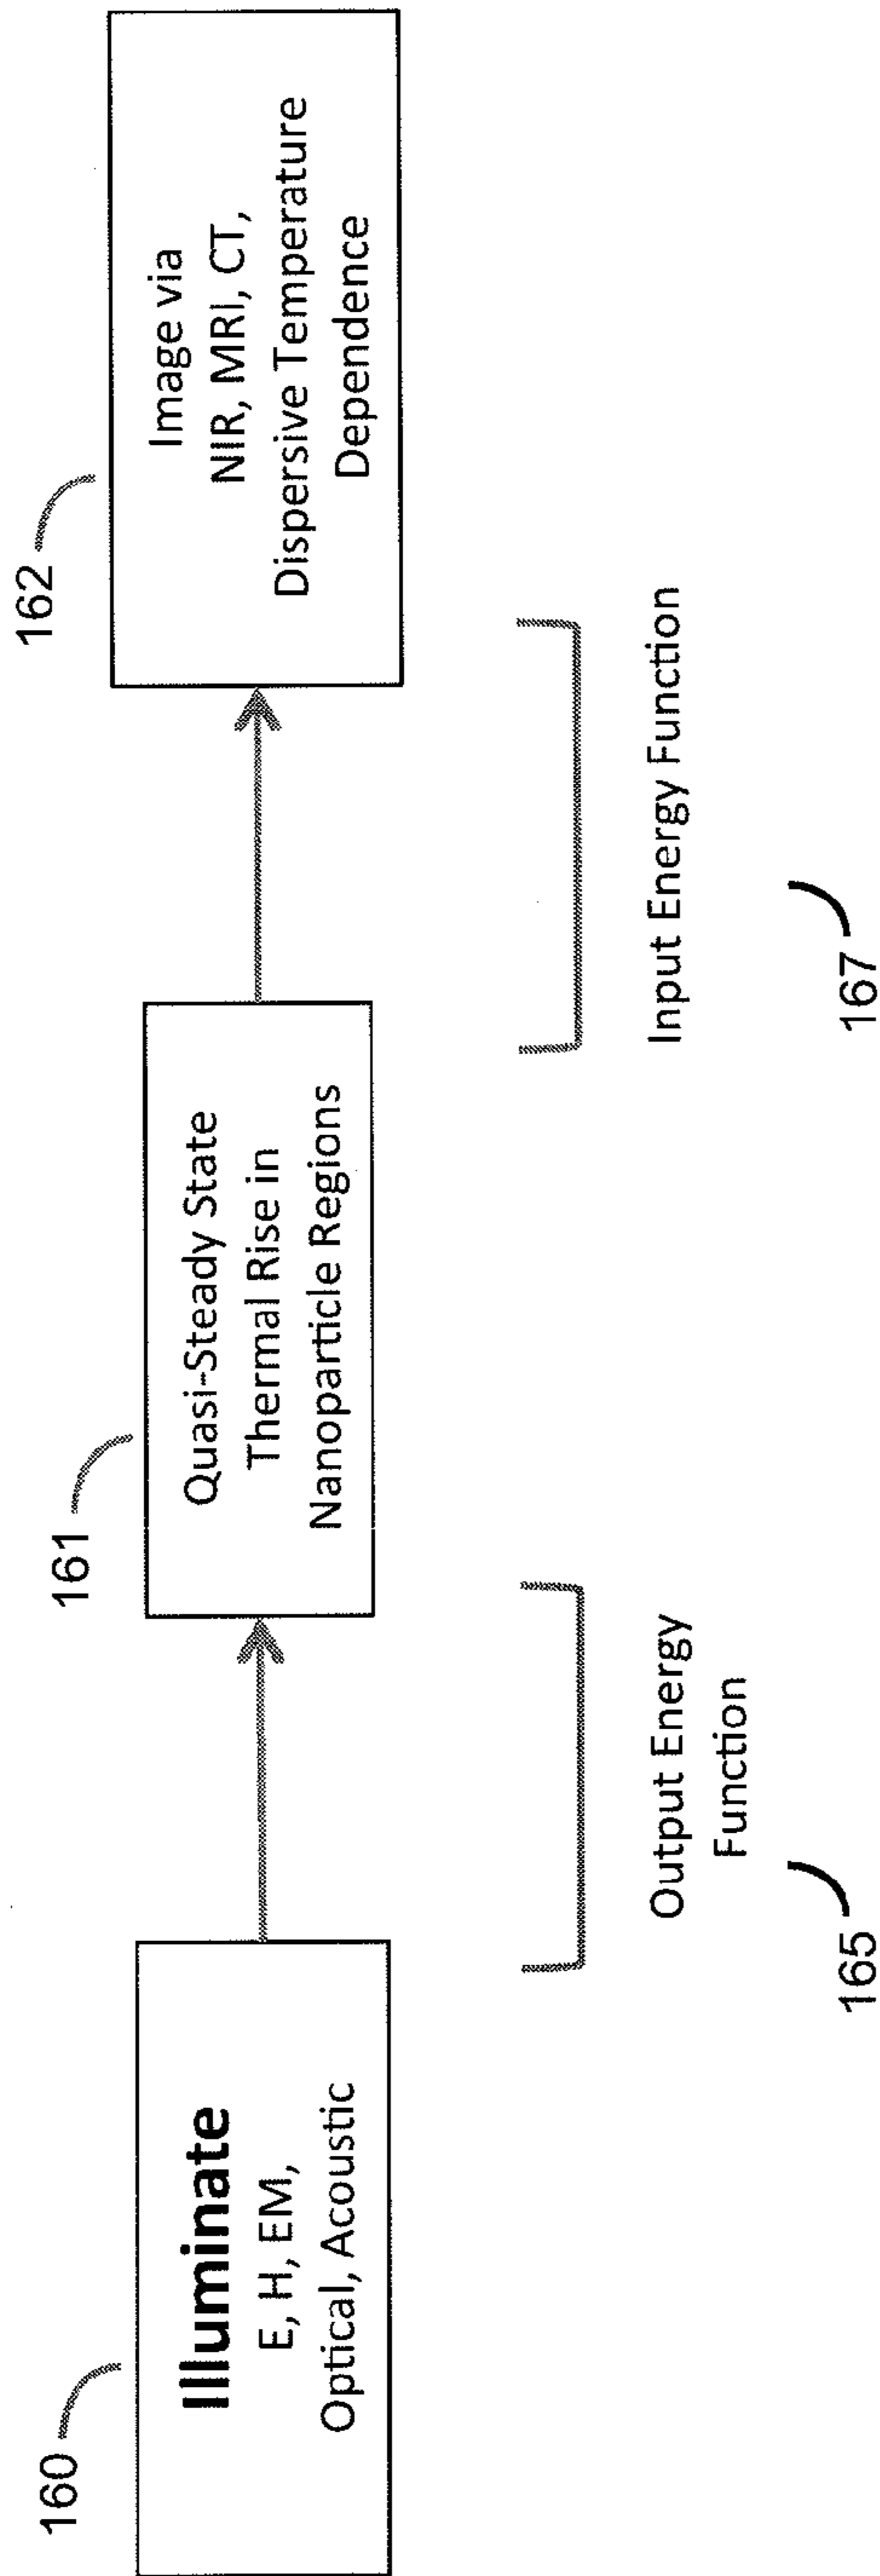 160
Illuminate
E, H, EM,
Optical, Acoustic
161
Quasi-Steady State
Thermal Rise in
Nanoparticle Regions
162
Image via
NIR, MRI, CT,
Dispersive Temperature
Dependence
Output Energy
Function
165
Input Energy Function
167